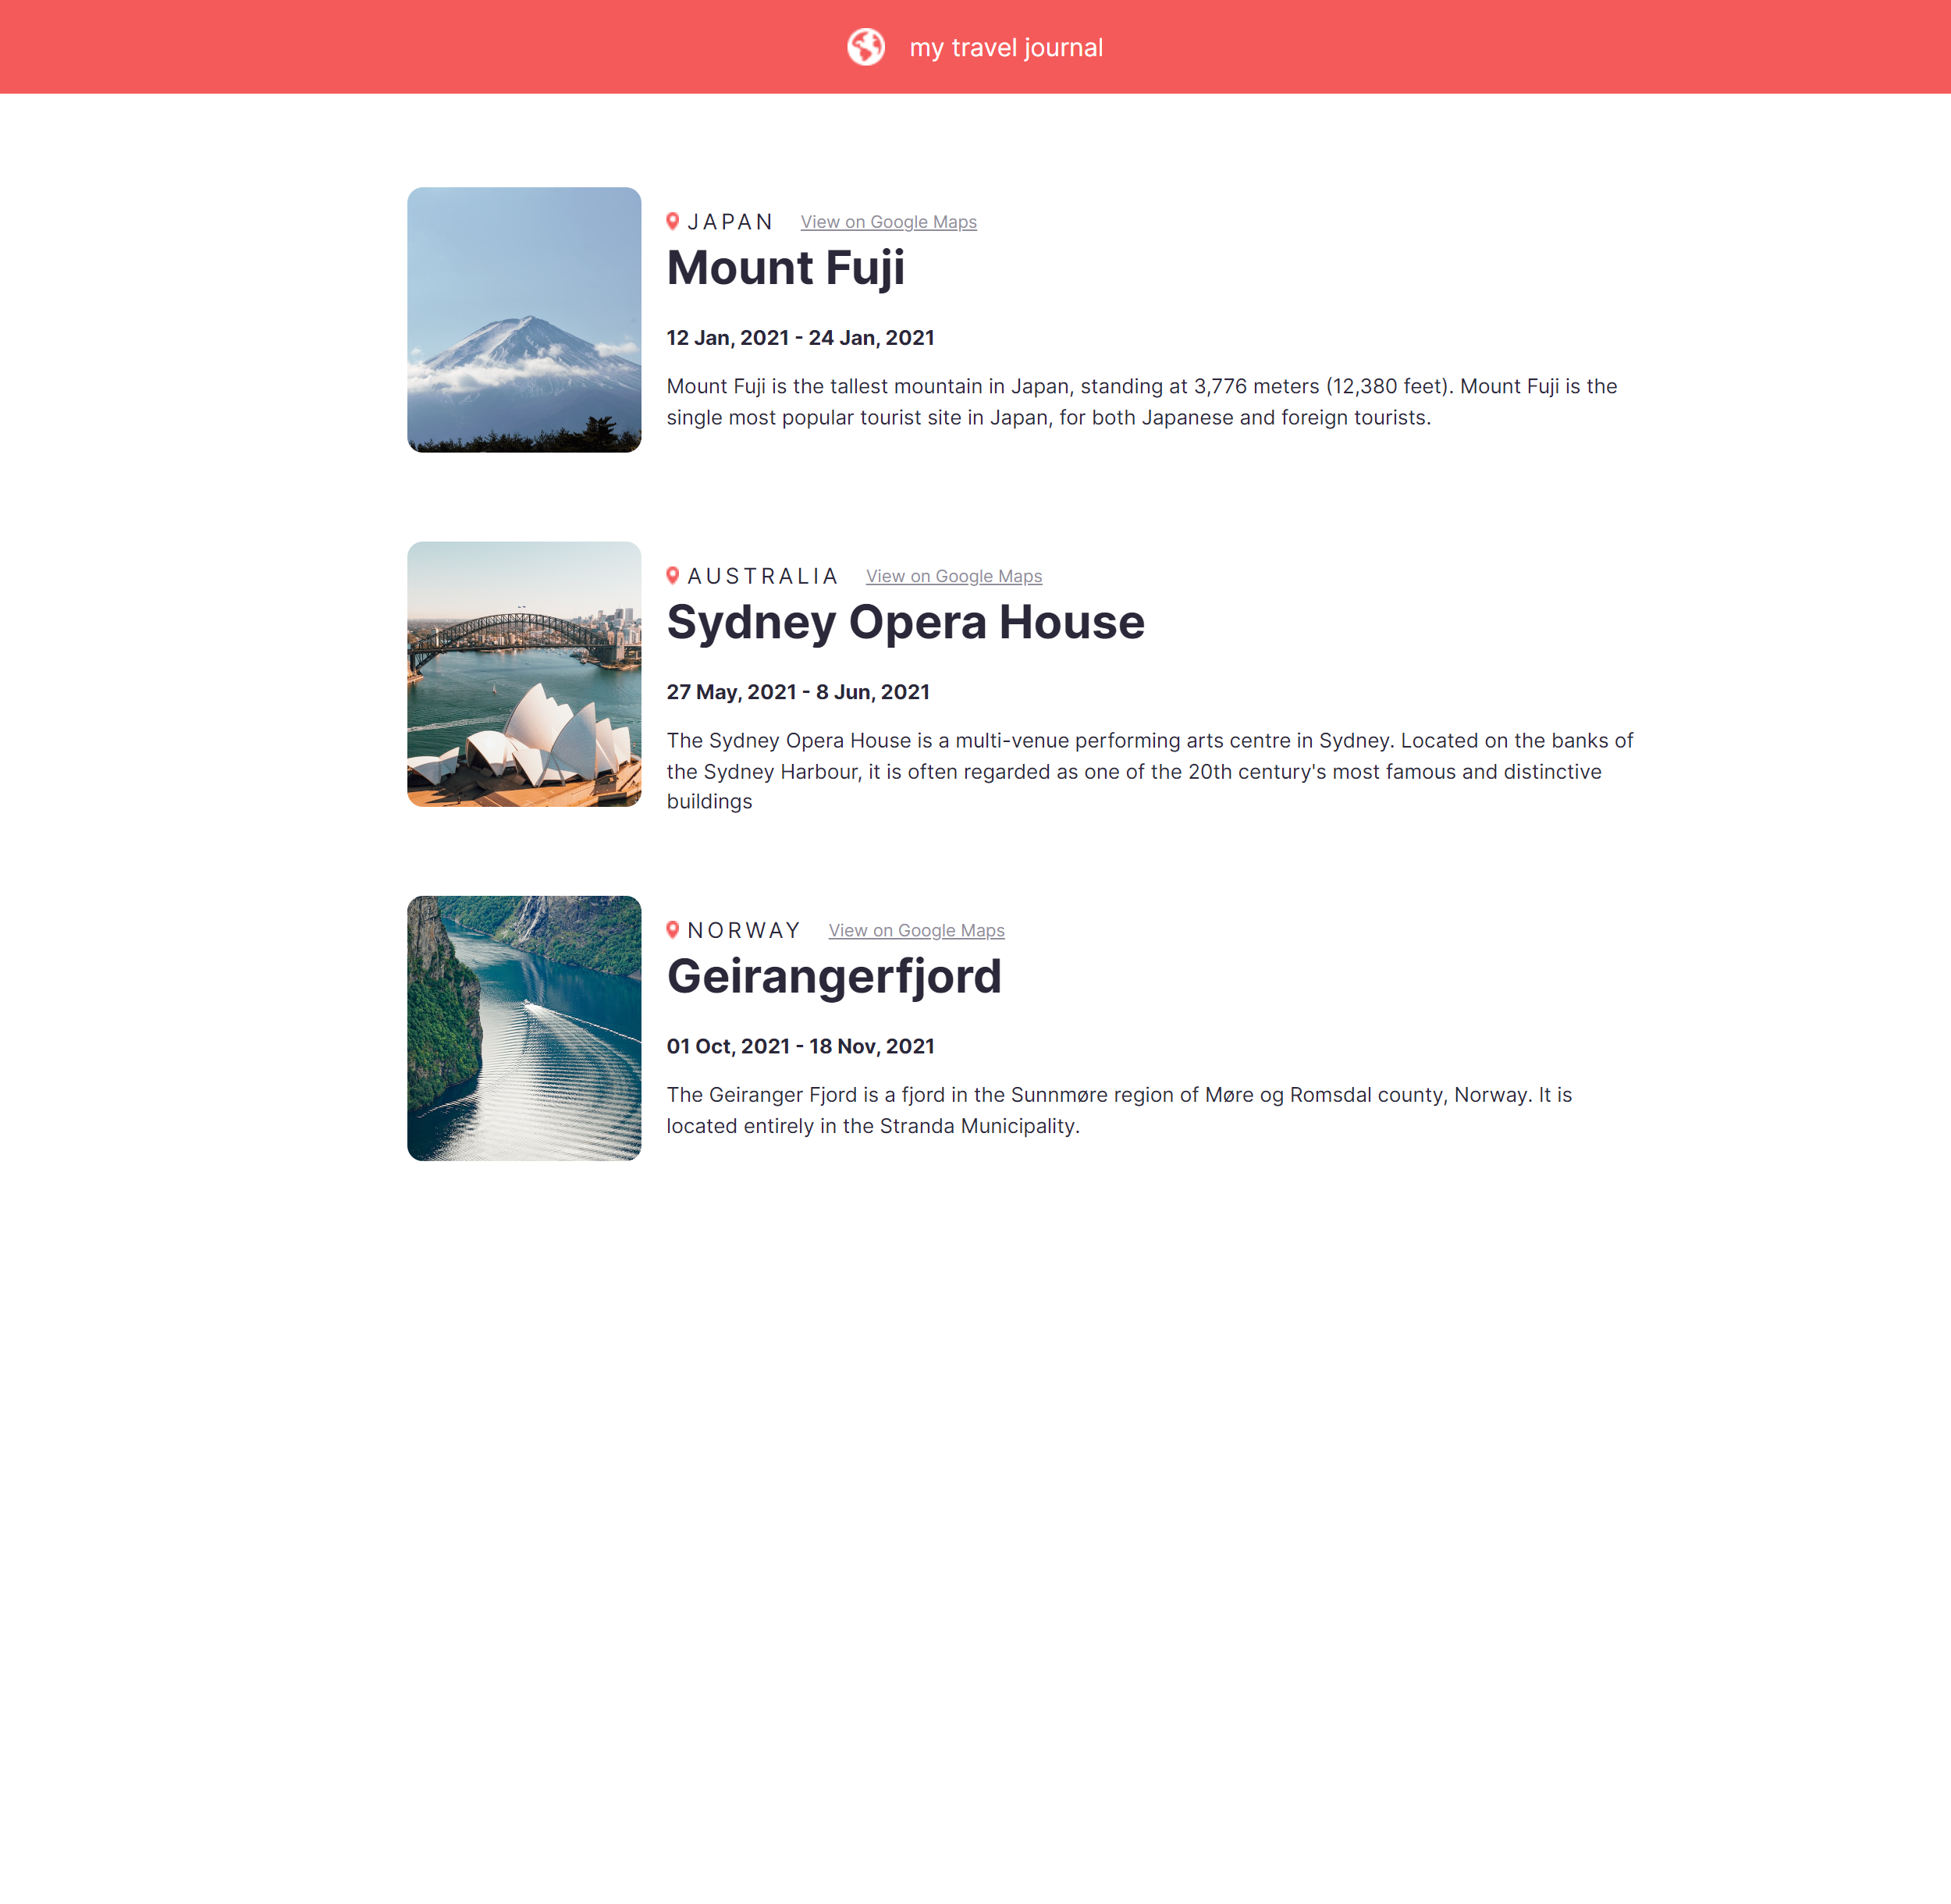 my travel journal
JAPAN View on Google Maps
Mount Fuji
12 Jan, 2021 - 24 Jan, 2021
Mount Fuji is the tallest mountain in Japan, standing at 3,776 meters (12,380 feet). Mount Fuji is the
single most popular tourist site in Japan, for both Japanese and foreign tourists.
AUSTRALIA View on Google Maps
Sydney Opera House
27 May, 2021 - 8 Jun, 2021
The Sydney Opera House is a multi-venue performing arts centre in Sydney. Located on the banks of
the Sydney Harbour, it is often regarded as one of the 20th century's most famous and distinctive
buildings
NORWAY View on Google Maps
Geirangerfjord
01 Oct, 2021 - 18 Nov, 2021
The Geiranger Fjord is a fjord in the Sunnmøre region of Møre og Romsdal county, Norway. It is
located entirely in the Stranda Municipality.